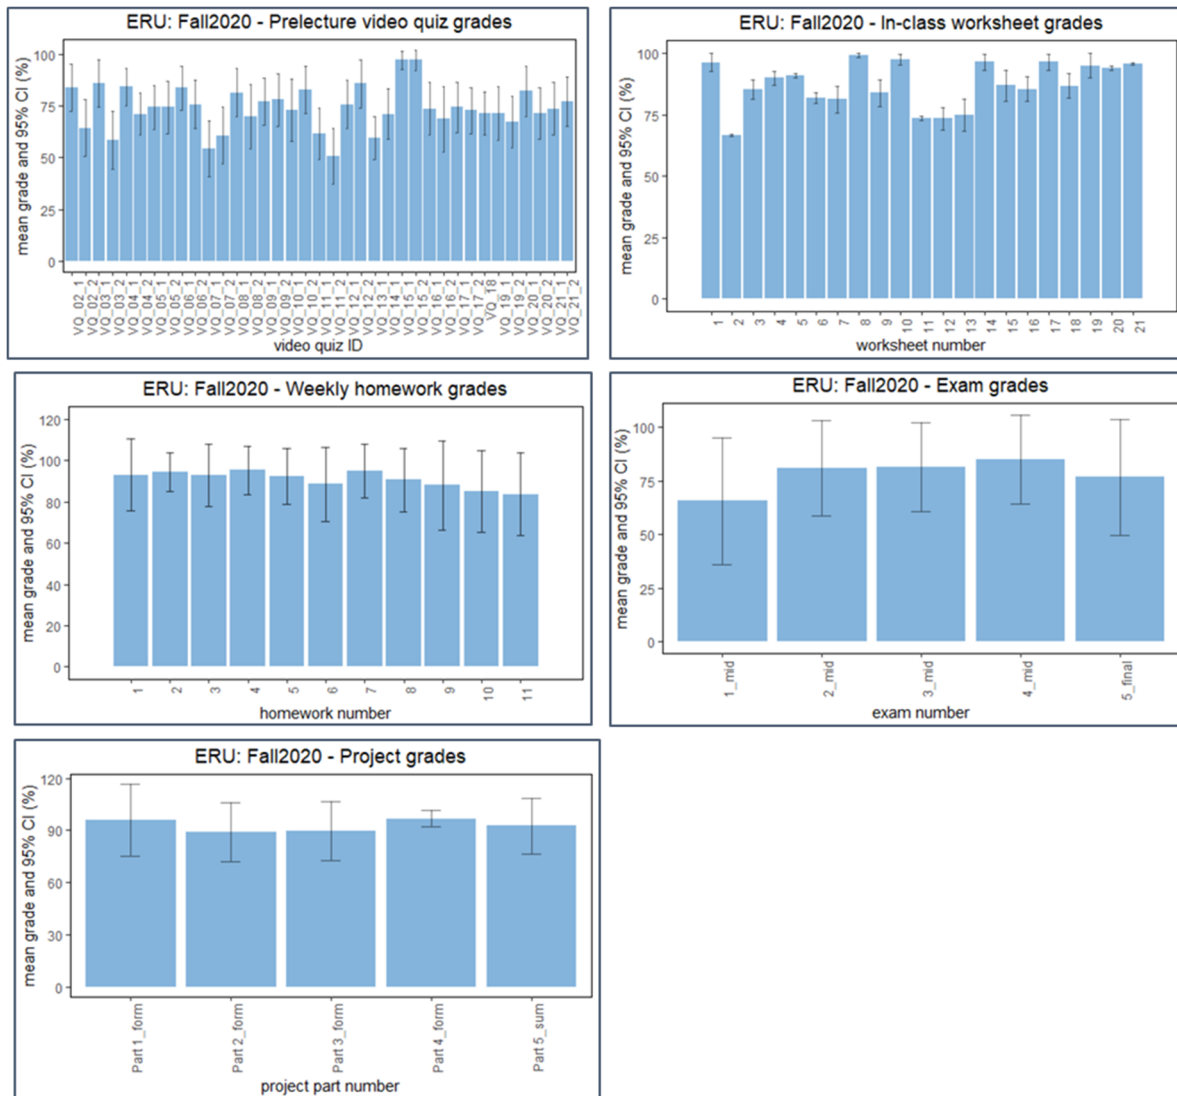 ERU: Fall2020 - Prelecture video quiz grades
mean grade and 95% CI (%)
100
75
50
25
0
VQ_02_1
VQ_02_2
VQ_03_1
VQ_03_2
VQ_04_1
VQ_04_2
VQ_05_1
VQ_05_2
VQ_06_1
VQ_06_2
VQ_07_1
VQ_07_2
VQ_08_1
VQ_08_2
VQ_09_1
VQ_09_2
VQ_10_1
VQ_10_2
VQ_11_1
VQ_11_2
VQ_12_1
VQ_12_2
VQ_13_1
VQ_14
VQ_15_1
VQ_15_2
VQ_16_1
VQ_16_2
VQ_17_1
VQ_17_2
VQ_18
VQ_19_1
VQ_19_2
VQ_20_1
VQ_20_2
VQ_21_1
VQ_21_2
video quiz ID
ERU: Fall2020 - In-class worksheet grades
mean grade and 95% CI (%)
100
75
50
25
0
1 2 3 4 5 6 7 8 9 10 11 12 13 14 15 16 17 18 19 20 21
worksheet number
ERU: Fall2020 - Weekly homework grades
mean grade and 95% CI (%)
120
100
80
60
40
20
0
1 2 3 4 5 6 7 8 9 10 11
homework number
ERU: Fall2020 - Exam grades
mean grade and 95% CI (%)
100
75
50
25
0
1_mid
2_mid
3_mid
4_mid
5_final
exam number
ERU: Fall2020 - Project grades
mean grade and 95% CI (%)
120
90
60
30
0
Part 1_form
Part 2_form
Part 3_form
Part 4_form
Part 5_sum
project part number